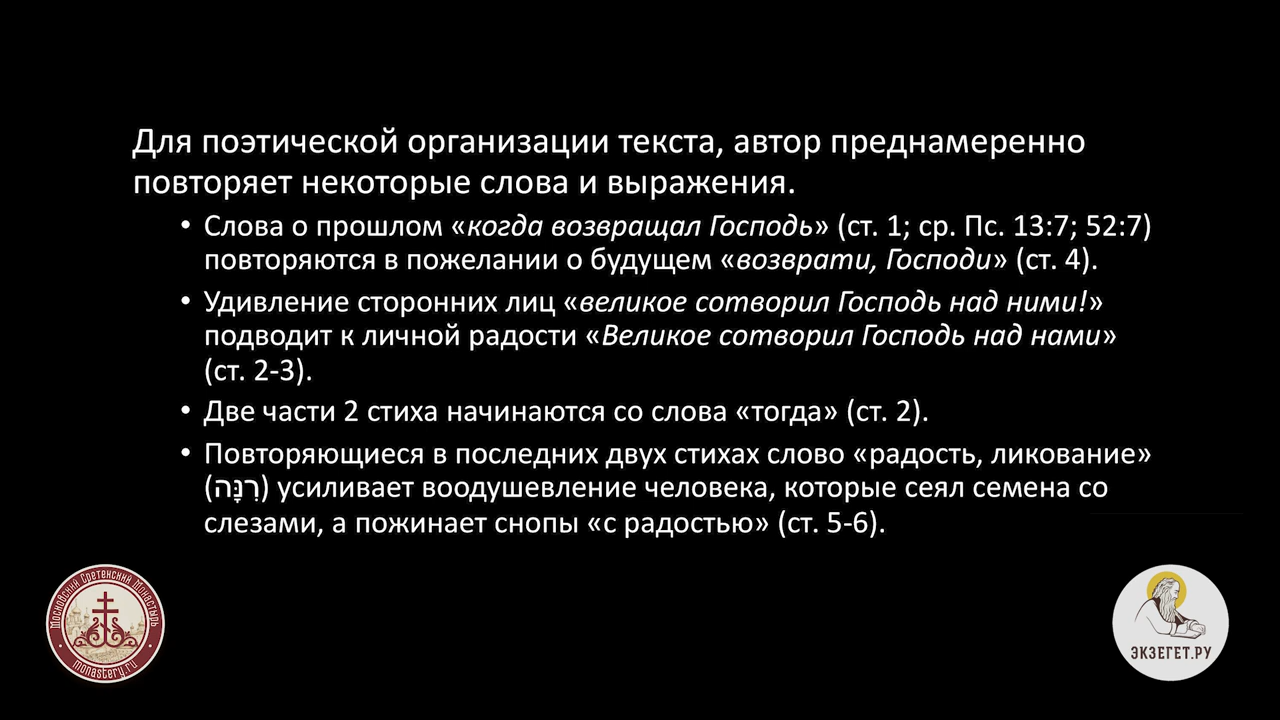 Для поэтической организации текста, автор преднамеренно
повторяет некоторые слова и выражения.
• Слова о прошлом «когда возвращал Господь» (ст. 1; ср. Пс. 13:7; 52:7)
повторяются в пожелании о будущем «возврати, Господи» (ст. 4).
• Удивление сторонних лиц «великое сотворил Господь над ними!»
подводит к личной радости «Великое сотворил Господь над нами»
(ст. 2-3).
• Две части 2 стиха начинаются со слова «тогда» (ст. 2).
• Повторяющиеся в последних двух стихах слово «радость, ликование»
(רִנָּה) усиливает воодушевление человека, которые сеял семена со
слезами, а пожинает снопы «с радостью» (ст. 5-6).
Московский Сретенский Монастырь
monastery.ru
ЭКЗЕГЕТ.РУ